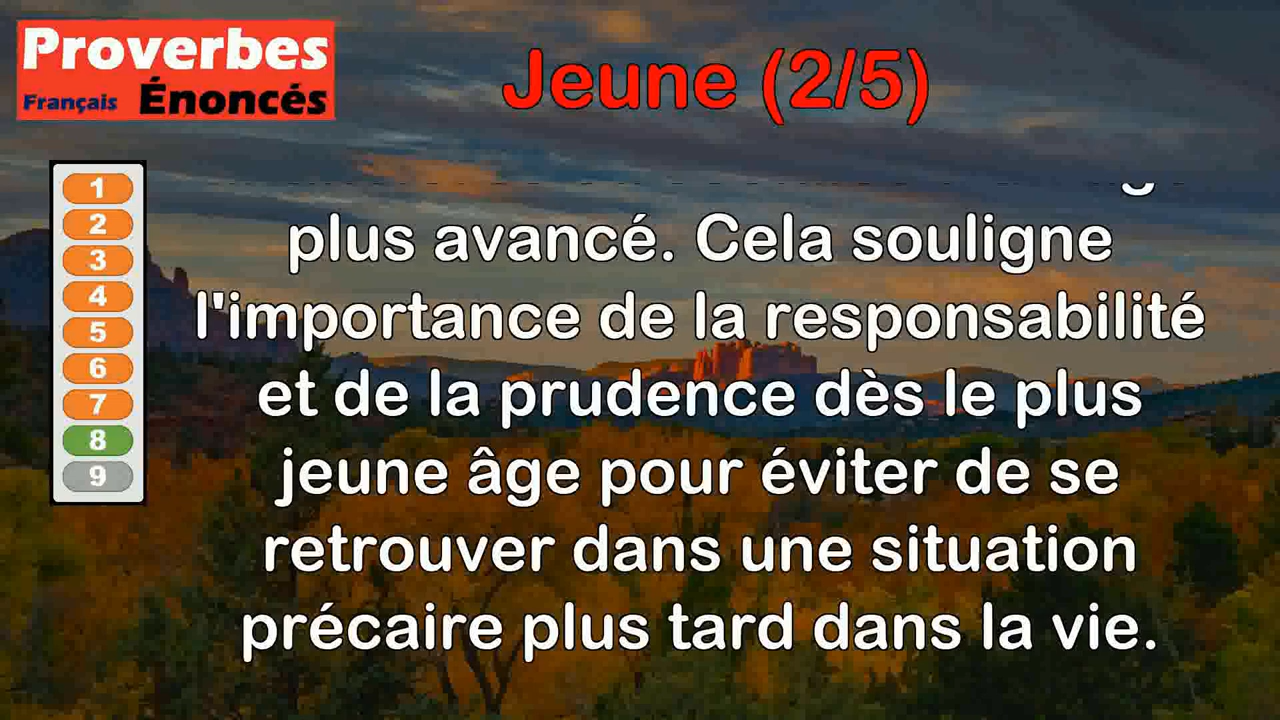 Proverbes
Français Énoncés
Jeune (2/5)
1
2
3
4
5
6
7
8
9
plus avancé. Cela souligne
l'importance de la responsabilité
et de la prudence dès le plus
jeune âge pour éviter de se
retrouver dans une situation
précaire plus tard dans la vie.